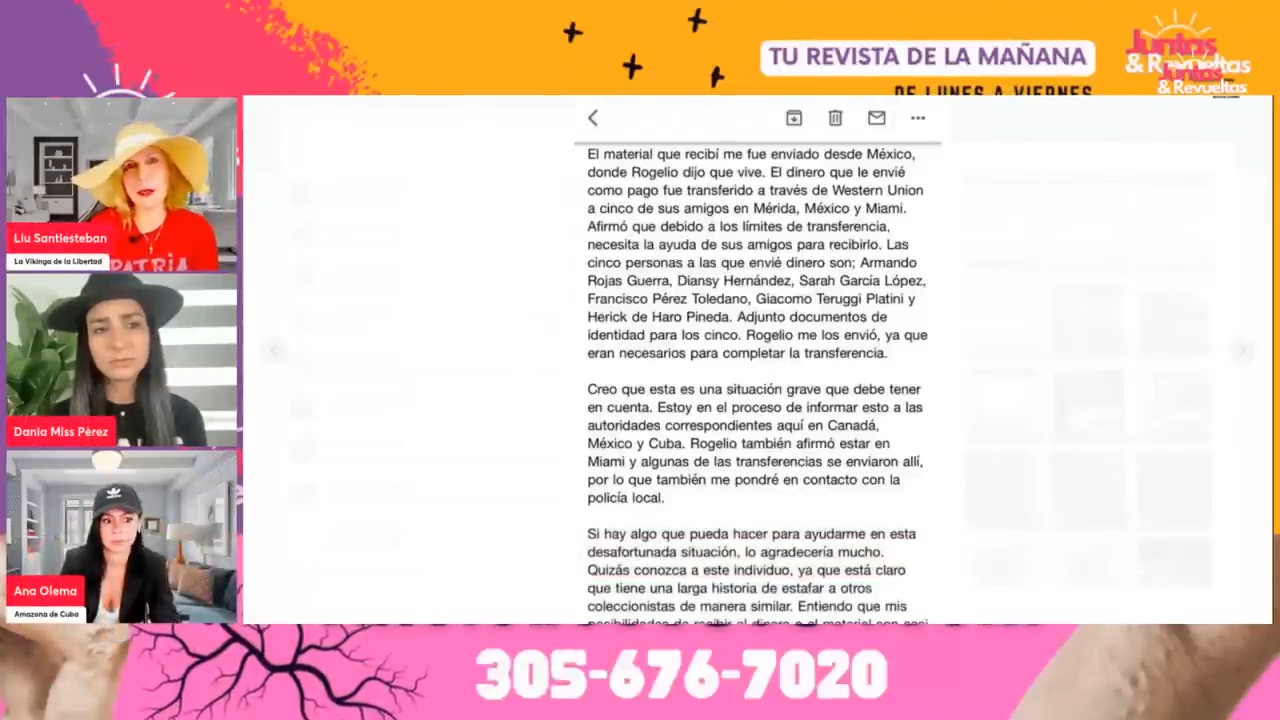 TU REVISTA DE LA MAÑANA
DE LUNES A VIERNES
Juntas
& Revueltas
Juntas
& Revueltas
Liu Santiesteban
La Vikinga de la Libertad
PATRIA
Dania Miss Pèrez
Ana Olema
Amazona de Cuba
El material que recibí me fue enviado desde México,
donde Rogelio dijo que vive. El dinero que le envié
como pago fue transferido a través de Western Union
a cinco de sus amigos en Mérida, México y Miami.
Afirmó que debido a los límites de transferencia,
necesita la ayuda de sus amigos para recibirlo. Las
cinco personas a las que envié dinero son; Armando
Rojas Guerra, Diansy Hernández, Sarah García López,
Francisco Pérez Toledano, Giacomo Teruggi Platini y
Herick de Haro Pineda. Adjunto documentos de
identidad para los cinco. Rogelio me los envió, ya que
eran necesarios para completar la transferencia.
Creo que esta es una situación grave que debe tener
en cuenta. Estoy en el proceso de informar esto a las
autoridades correspondientes aquí en Canadá,
México y Cuba. Rogelio también afirmó estar en
Miami y algunas de las transferencias se enviaron allí,
por lo que también me pondré en contacto con la
policía local.
Si hay algo que pueda hacer para ayudarme en esta
desafortunada situación, lo agradecería mucho.
Quizás conozca a este individuo, ya que está claro
que tiene una larga historia de estafar a otros
coleccionistas de manera similar. Entiendo que mis
305-676-7020